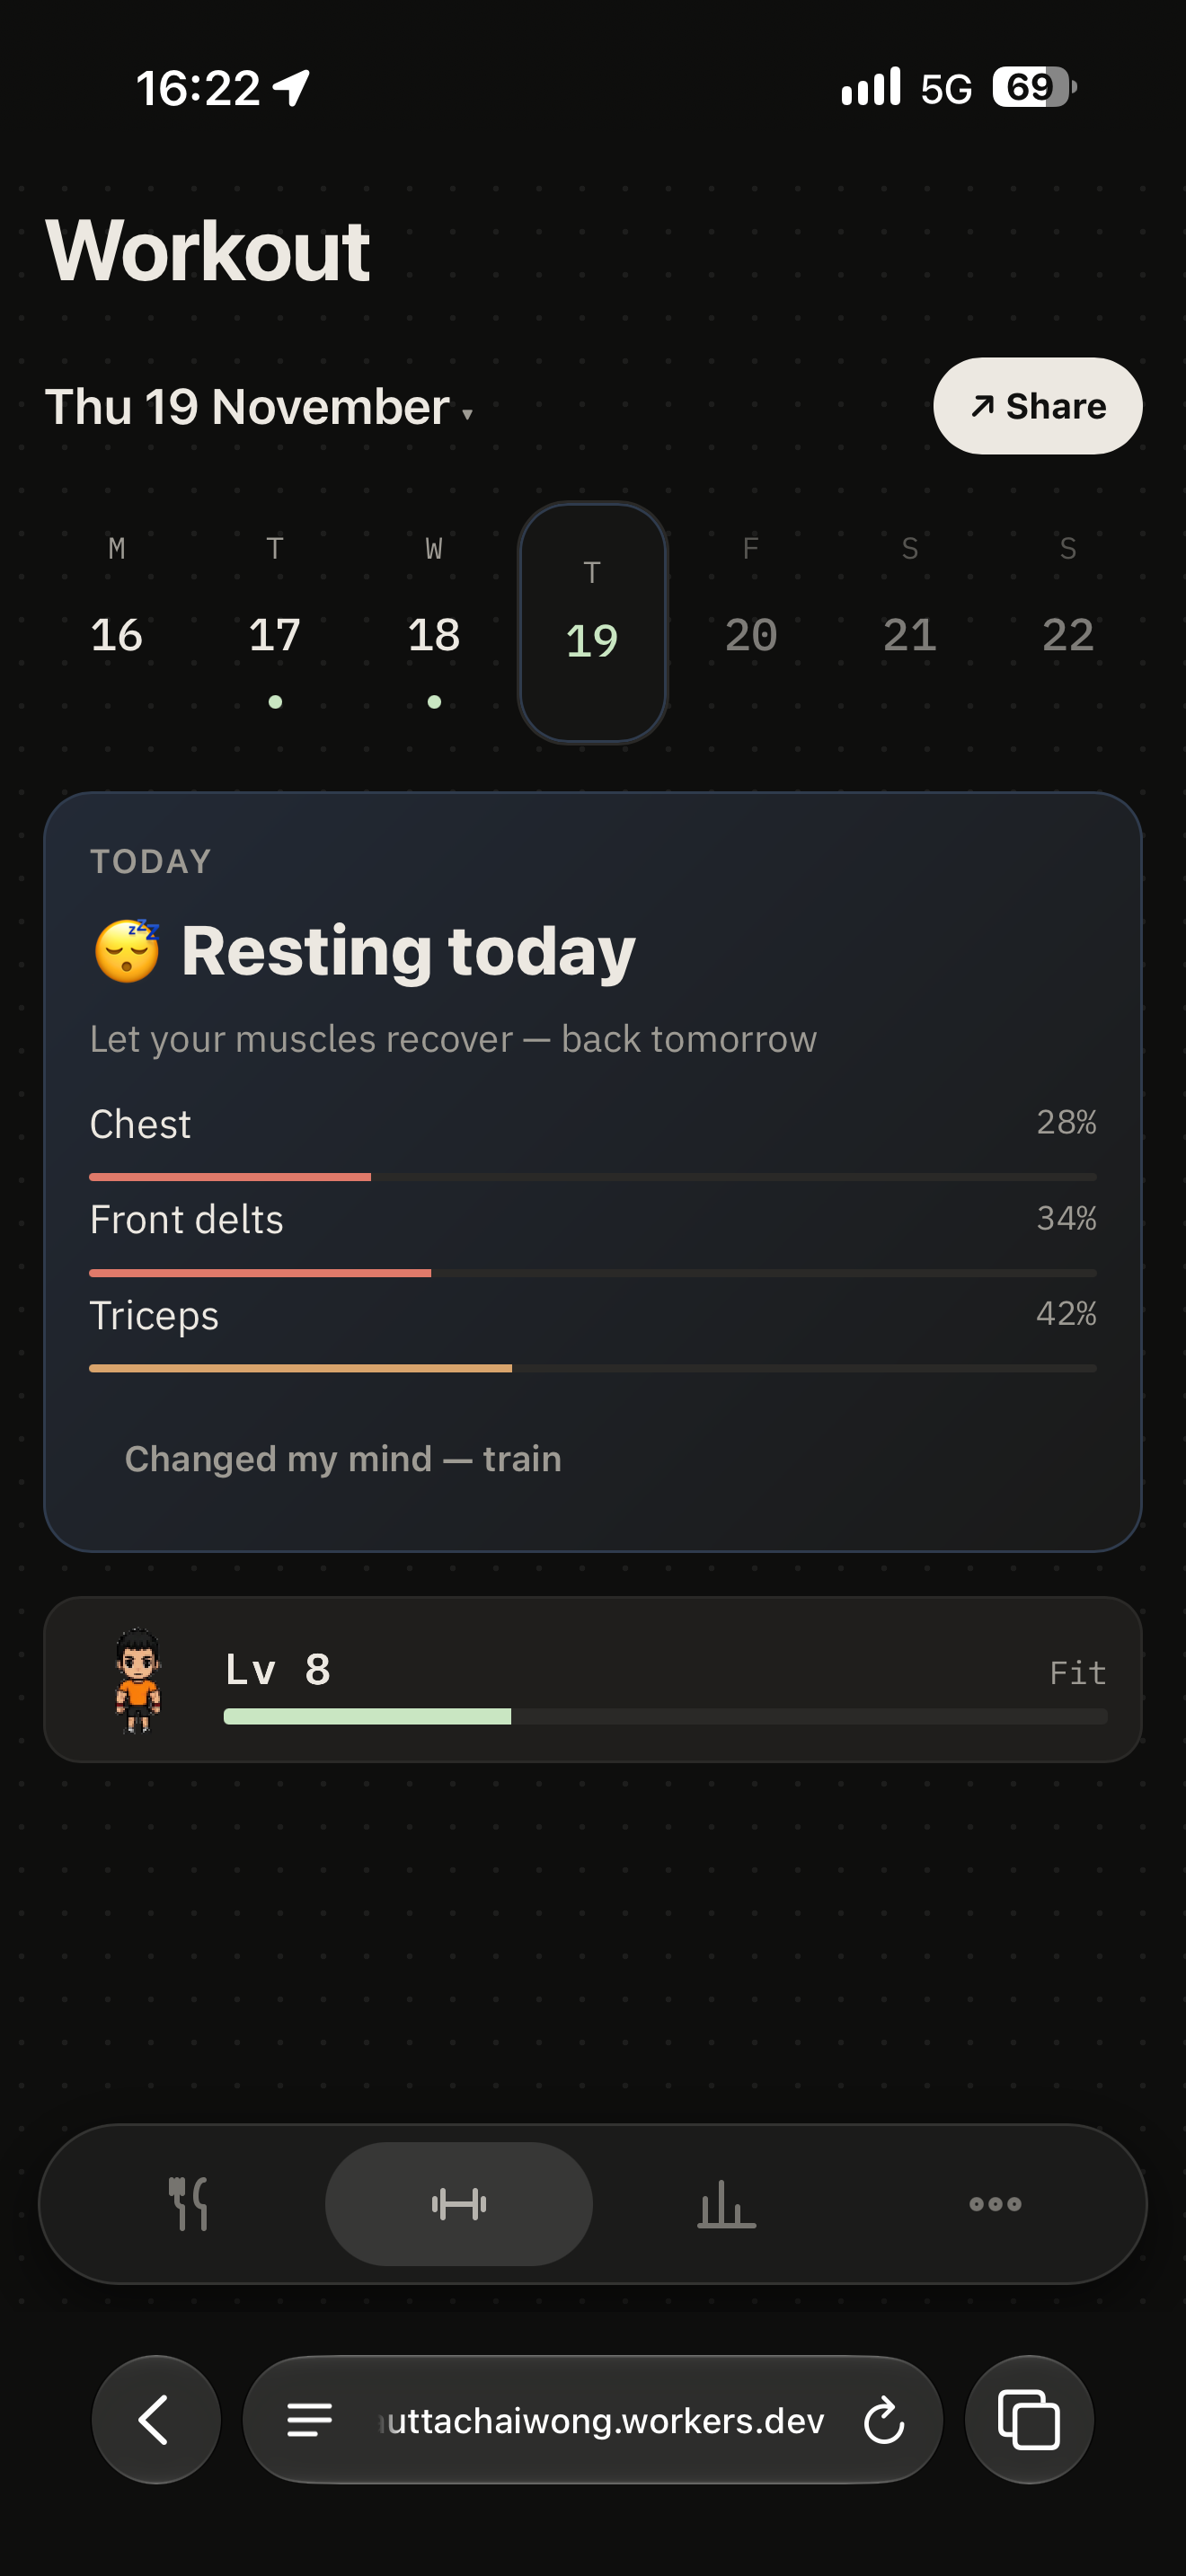 16:22
5G
69
Workout
Thu 19 November
Share
M T W T F S S
16 17 18 19 20 21 22
TODAY
Resting today
Let your muscles recover — back tomorrow
Chest 28%
Front delts 34%
Triceps 42%
Changed my mind — train
Lv 8
Fit
uttachaiwong.workers.dev